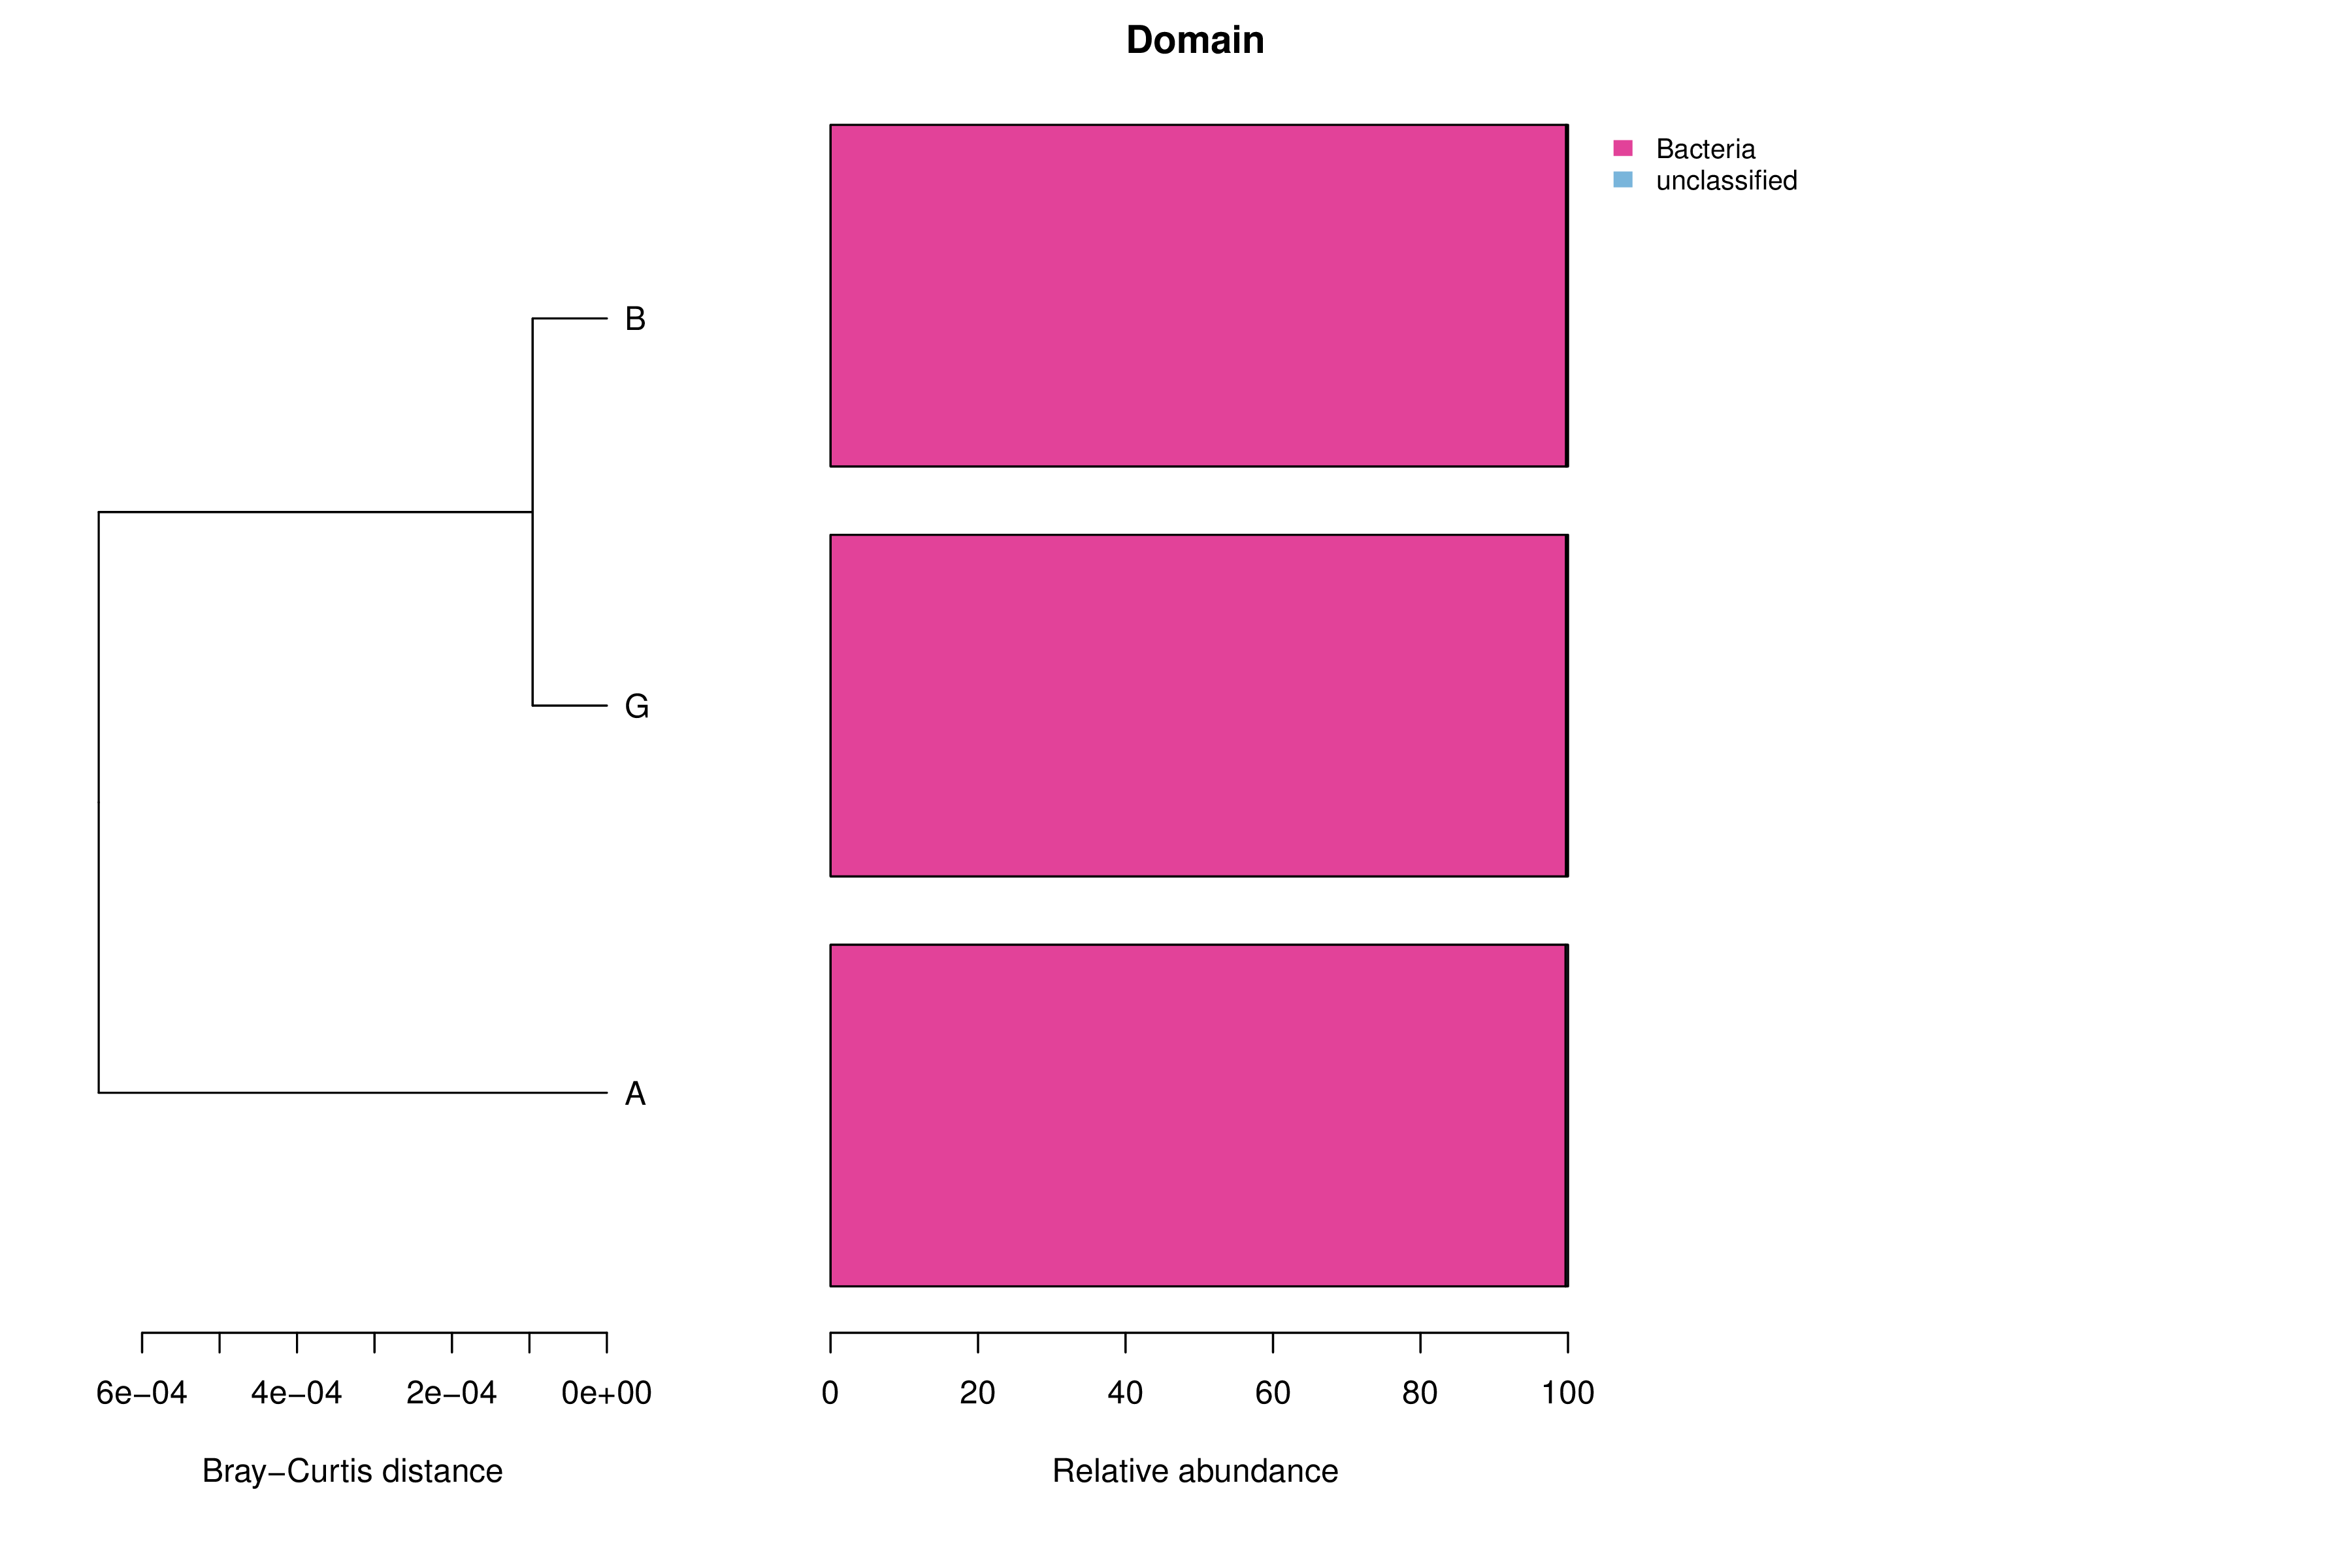 Domain
Bacteria
unclassified
B
G
A
6e−04 4e−04 2e−04 0e+00
0 20 40 60 80 100
Bray−Curtis distance
Relative abundance